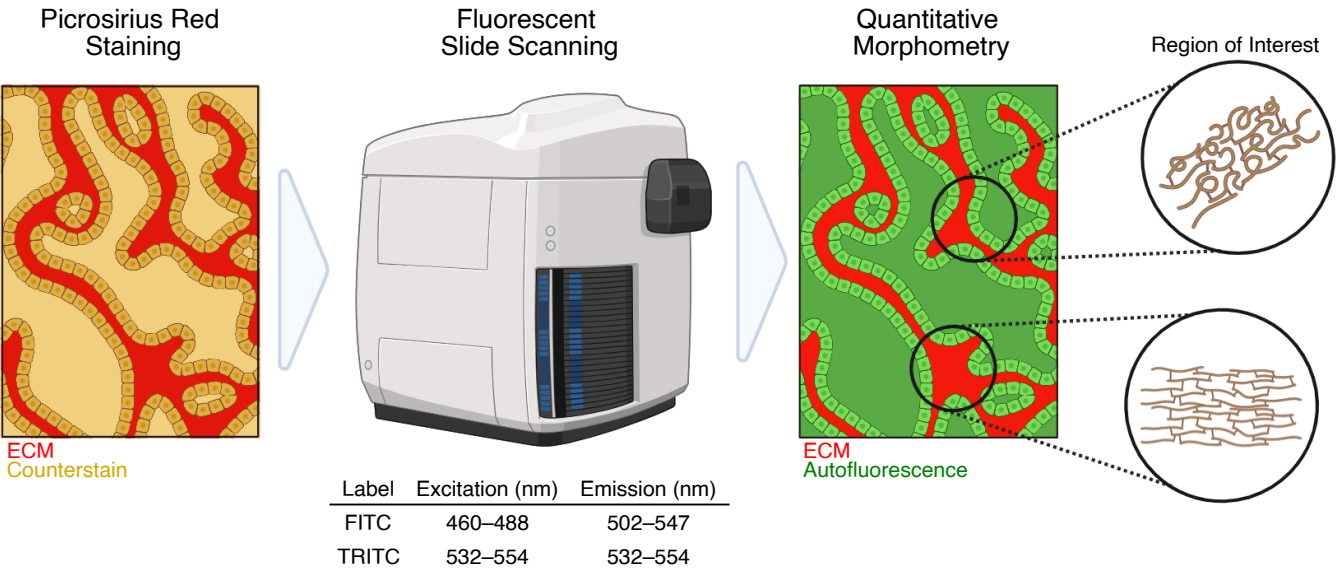 Picrosirius Red
Staining
Fluorescent
Slide Scanning
Quantitative
Morphometry
Region of Interest
ECM
Counterstain
ECM
Autofluorescence
Label Excitation (nm) Emission (nm)
FITC 460–488 502–547
TRITC 532–554 532–554